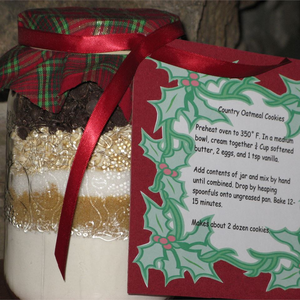 Country Oatmeal Cookies
Preheat oven to 350° F. In a medium
bowl, cream together ½ Cup softened
butter, 2 eggs, and 1 tsp vanilla.
Add contents of jar and mix by hand
until combined. Drop by heaping
spoonfuls onto ungreased pan. Bake 12-
15 minutes.
Makes about 2 dozen cookies